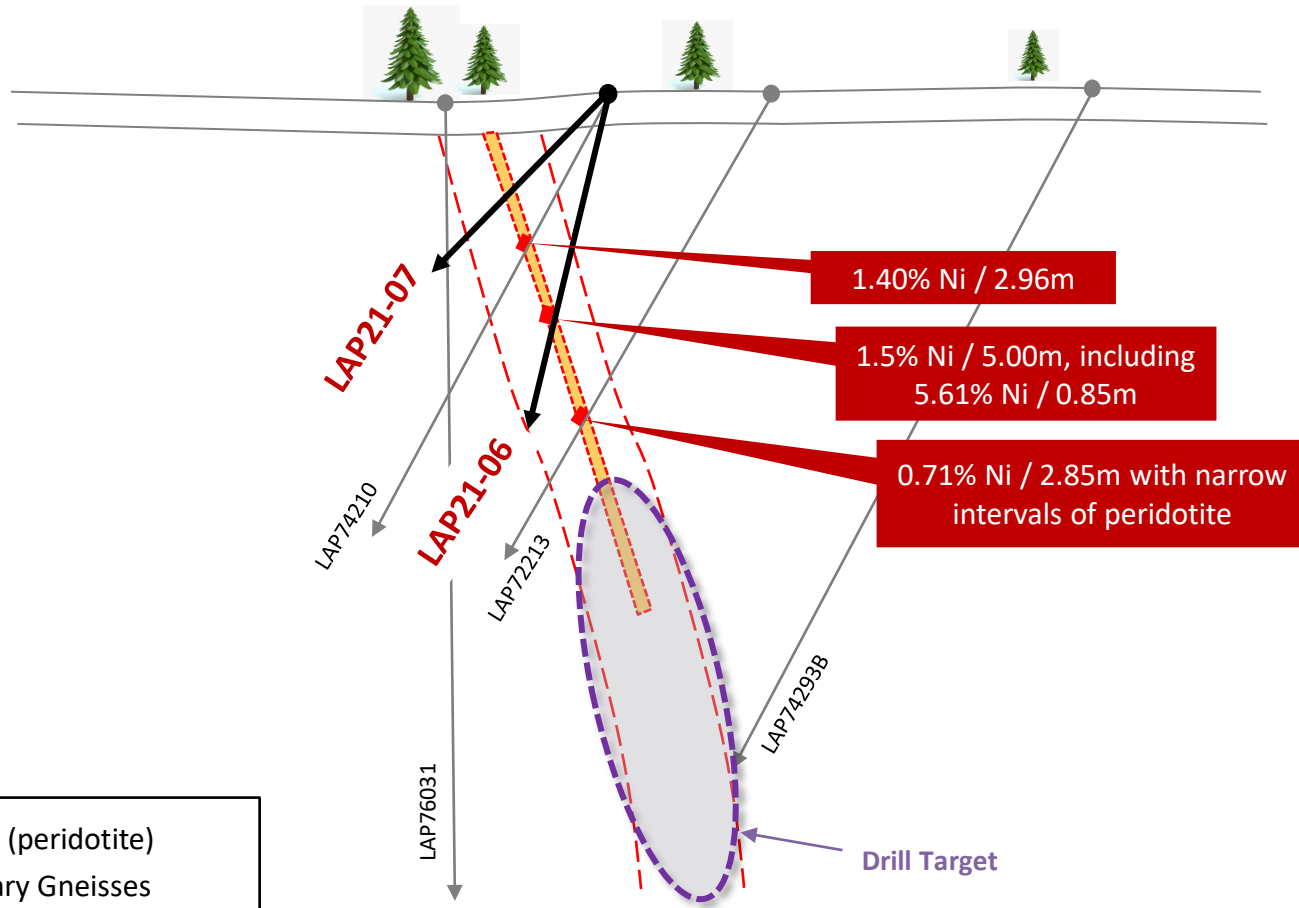 1.40% Ni / 2.96m
1.5% Ni / 5.00m, including
5.61% Ni / 0.85m
0.71% Ni / 2.85m with narrow
intervals of peridotite
LAP21-07
LAP21-06
LAP74210
LAP72213
LAP74293B
LAP76031
Drill Target
(peridotite)
Gneisses